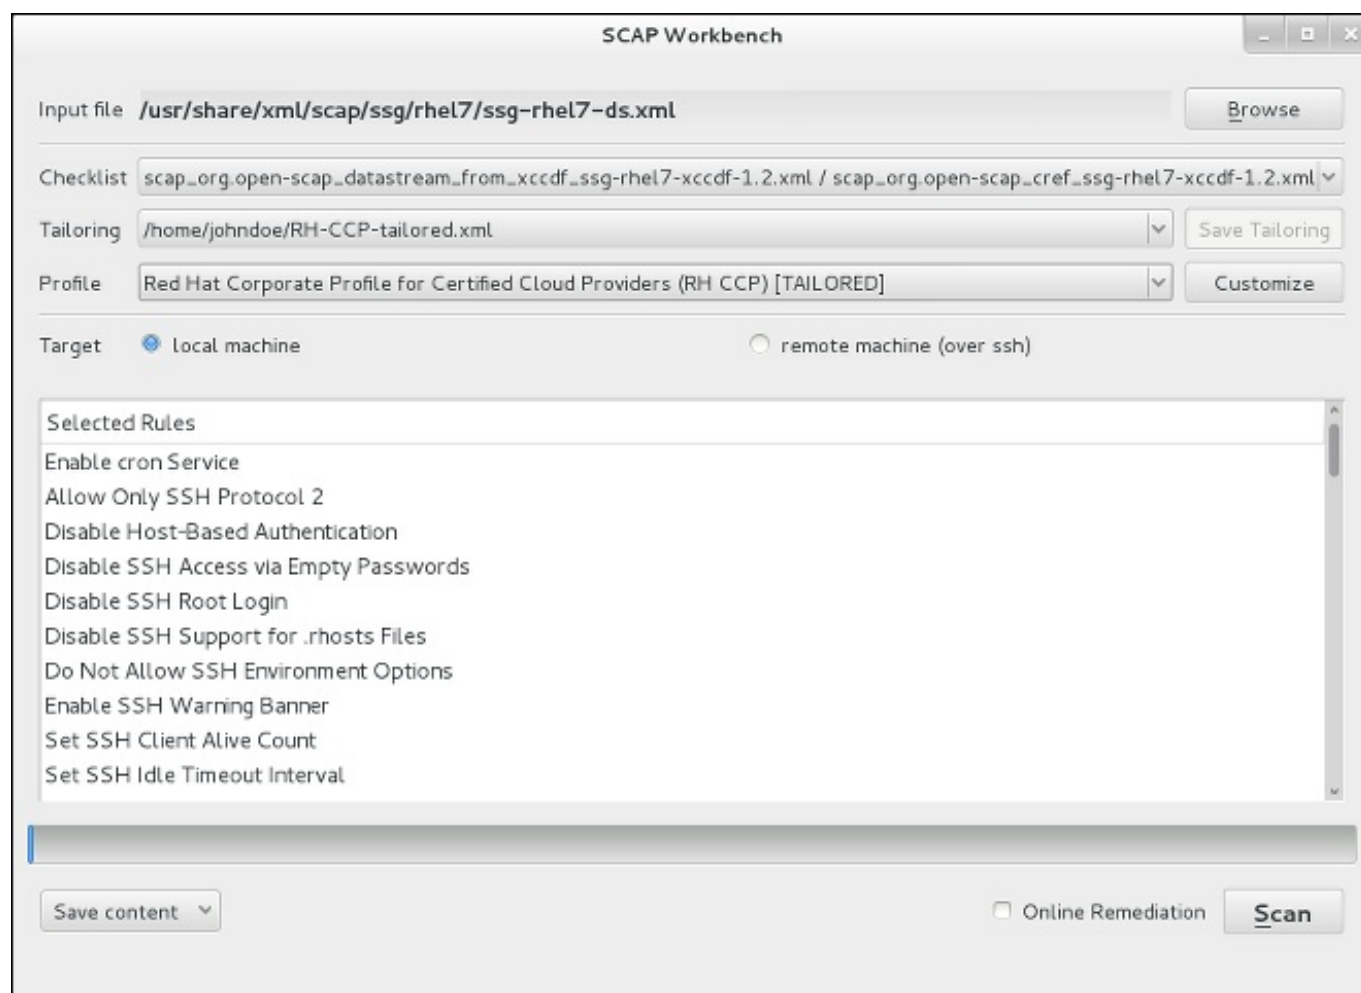 SCAP Workbench
Input file /usr/share/xml/scap/ssg/rhel7/ssg-rhel7-ds.xml Browse
Checklist scap_org.open-scap_datastream_from_xccdf_ssg-rhel7-xccdf-1.2.xml / scap_org.open-scap_cref_ssg-rhel7-xccdf-1.2.xml
Tailoring /home/johndoe/RH-CCP-tailored.xml Save Tailoring
Profile Red Hat Corporate Profile for Certified Cloud Providers (RH CCP) [TAILORED] Customize
Target local machine remote machine (over ssh)
Selected Rules
Enable cron Service
Allow Only SSH Protocol 2
Disable Host-Based Authentication
Disable SSH Access via Empty Passwords
Disable SSH Root Login
Disable SSH Support for .rhosts Files
Do Not Allow SSH Environment Options
Enable SSH Warning Banner
Set SSH Client Alive Count
Set SSH Idle Timeout Interval
Save content Online Remediation Scan